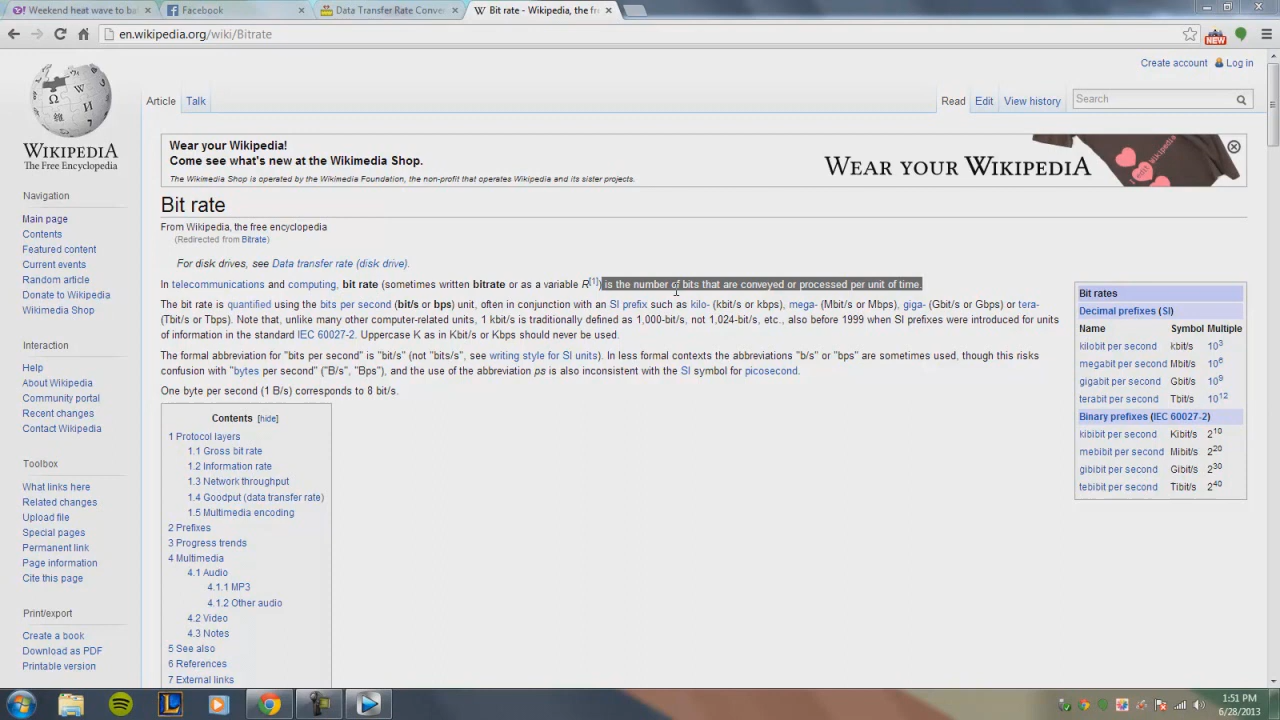 Weekend heat wave to ba
Facebook
Data Transfer Rate Conver
Bit rate - Wikipedia, the fr
en.wikipedia.org/wiki/Bitrate
NEW
Create account Log in
Article Talk
Read Edit View history
Search
WIKIPEDIA
The Free Encyclopedia
Navigation
Main page
Contents
Featured content
Current events
Random article
Donate to Wikipedia
Wikimedia Shop
Interaction
Help
About Wikipedia
Community portal
Recent changes
Contact Wikipedia
Toolbox
What links here
Related changes
Upload file
Special pages
Permanent link
Page information
Cite this page
Print/export
Create a book
Download as PDF
Printable version
Wear your Wikipedia!
Come see what's new at the Wikimedia Shop.
The Wikimedia Shop is operated by the Wikimedia Foundation, the non-profit that operates Wikipedia and its sister projects.
WEAR YOUR WIKIPEDIA
Bit rate
From Wikipedia, the free encyclopedia
(Redirected from Bitrate)
For disk drives, see Data transfer rate (disk drive).
In telecommunications and computing, bit rate (sometimes written bitrate or as a variable R[1]) is the number of bits that are conveyed or processed per unit of time.
The bit rate is quantified using the bits per second (bit/s or bps) unit, often in conjunction with an SI prefix such as kilo- (kbit/s or kbps), mega- (Mbit/s or Mbps), giga- (Gbit/s or Gbps) or tera-
(Tbit/s or Tbps). Note that, unlike many other computer-related units, 1 kbit/s is traditionally defined as 1,000-bit/s, not 1,024-bit/s, etc., also before 1999 when SI prefixes were introduced for units
of information in the standard IEC 60027-2. Uppercase K as in Kbit/s or Kbps should never be used.
The formal abbreviation for "bits per second" is "bit/s" (not "bits/s", see writing style for SI units). In less formal contexts the abbreviations "b/s" or "bps" are sometimes used, though this risks
confusion with "bytes per second" ("B/s", "Bps"), and the use of the abbreviation ps is also inconsistent with the SI symbol for picosecond.
One byte per second (1 B/s) corresponds to 8 bit/s.
Contents [hide]
1 Protocol layers
1.1 Gross bit rate
1.2 Information rate
1.3 Network throughput
1.4 Goodput (data transfer rate)
1.5 Multimedia encoding
2 Prefixes
3 Progress trends
4 Multimedia
4.1 Audio
4.1.1 MP3
4.1.2 Other audio
4.2 Video
4.3 Notes
5 See also
6 References
7 External links
Bit rates
Decimal prefixes (SI)
Name Symbol Multiple
kilobit per second kbit/s 10³
megabit per second Mbit/s 10⁶
gigabit per second Gbit/s 10⁹
terabit per second Tbit/s 10¹²
Binary prefixes (IEC 60027-2)
kibibit per second Kibit/s 2¹⁰
mebibit per second Mibit/s 2²⁰
gibibit per second Gibit/s 2³⁰
tebibit per second Tibit/s 2⁴⁰
1:51 PM
6/28/2013